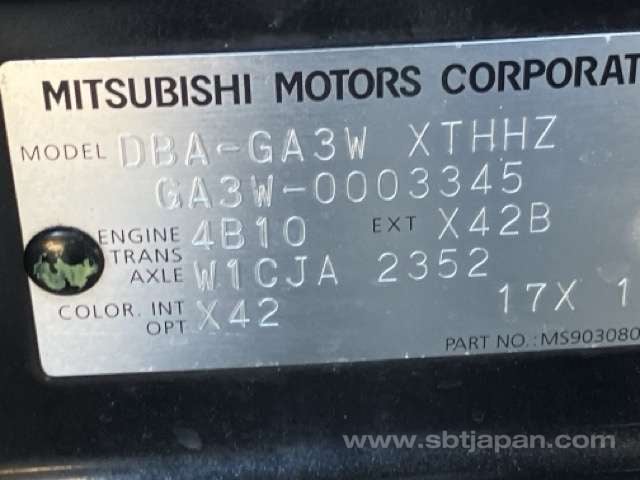 MITSUBISHI MOTORS CORPORAT
MODEL DBA-GA3W XTHHZ
GA3W-0003345
ENGINE 4B10 EXT X42B
TRANS
AXLE W1CJA 2352
COLOR. INT X42 17X 1
OPT
PART NO.:MS903080
www.sbtjapan.com